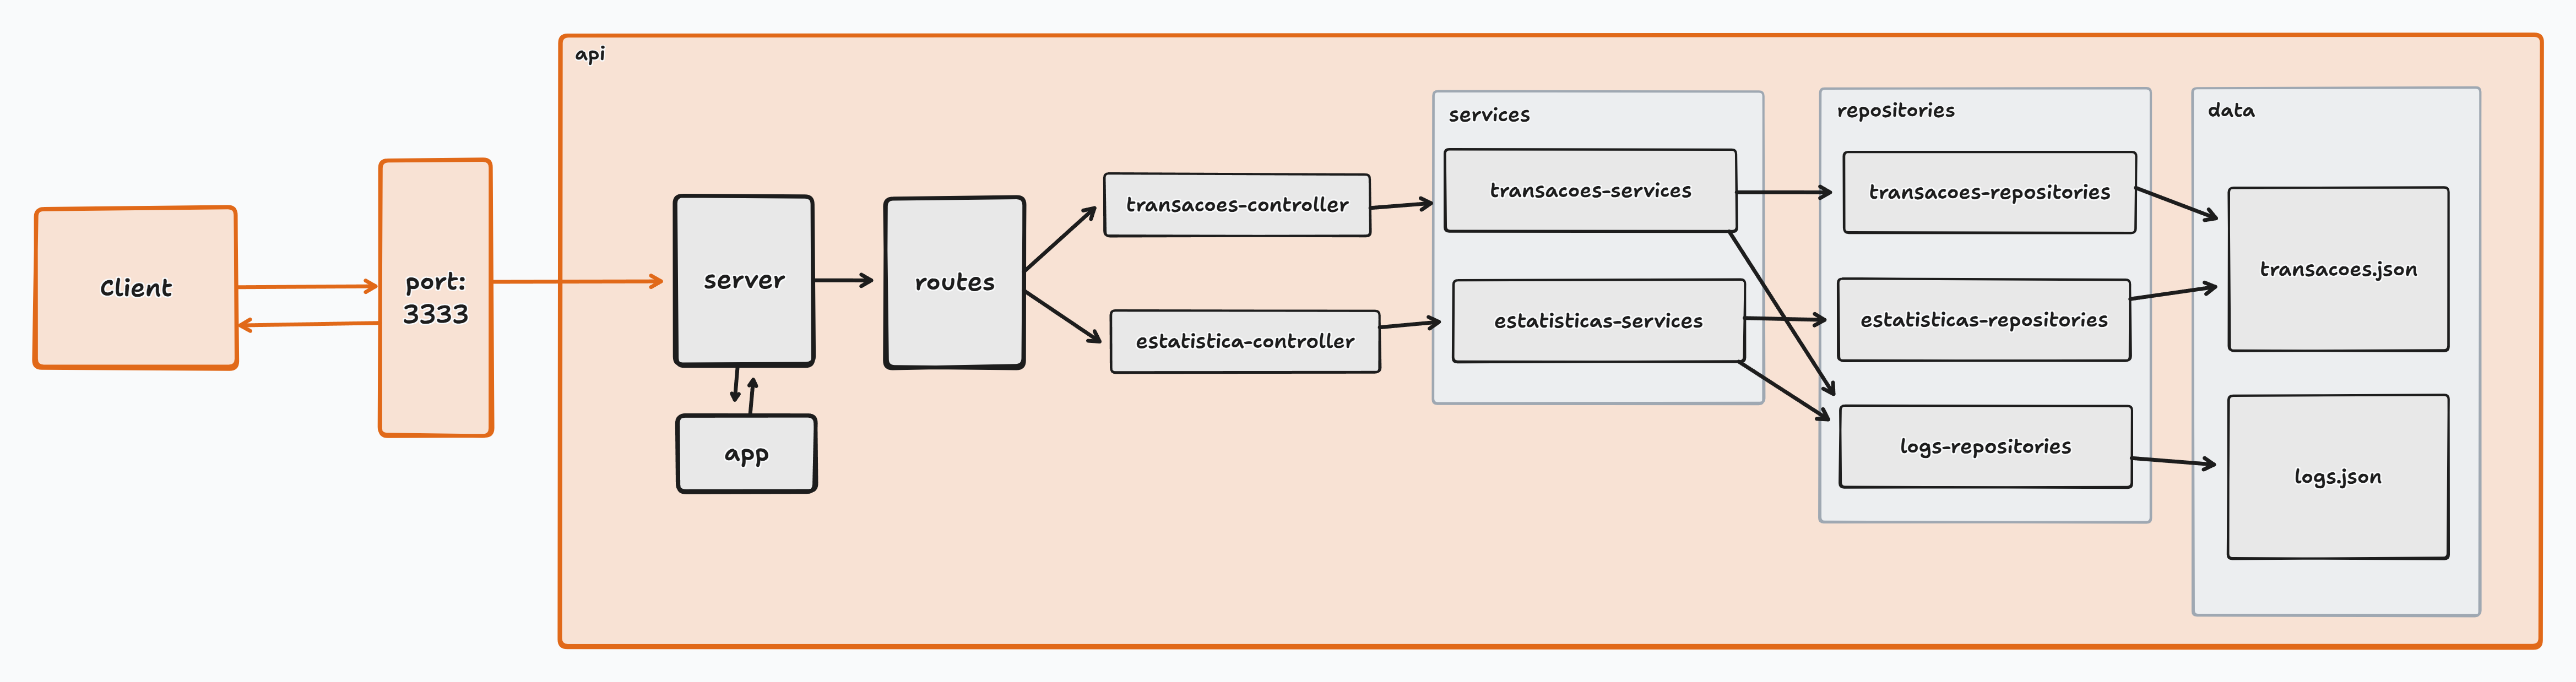 api
Client
port:
3333
server
app
routes
transacoes-controller
estatistica-controller
services
transacoes-services
estatisticas-services
repositories
transacoes-repositories
estatisticas-repositories
logs-repositories
data
transacoes.json
logs.json